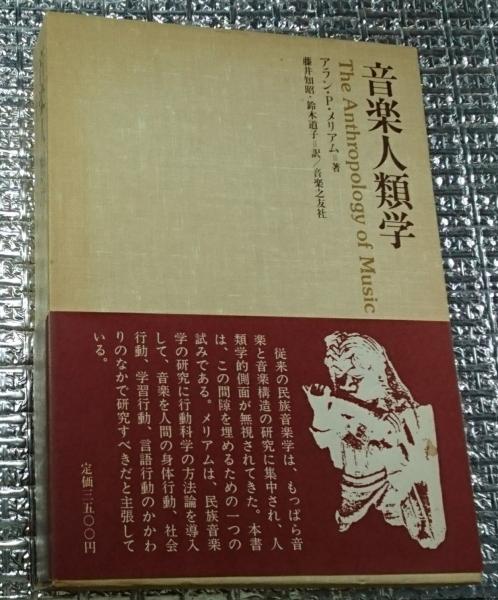 音楽人類学
The Anthropology of Music
アラン・P・メリアム=著
藤井知昭・鈴木道子=訳/音楽之友社
従来の民族音楽学は、もっぱら音
楽と音楽構造の研究に集中され、人
類学的側面が無視されてきた。本書
は、この間隙を埋めるための一つの
試みである。メリアムは、民族音楽
学の研究に行動科学の方法論を導入
して、音楽を人間の身体行動、社会
行動、学習行動、言語行動のかかわ
りのなかで研究すべきだと主張して
いる。
定価三五〇〇円